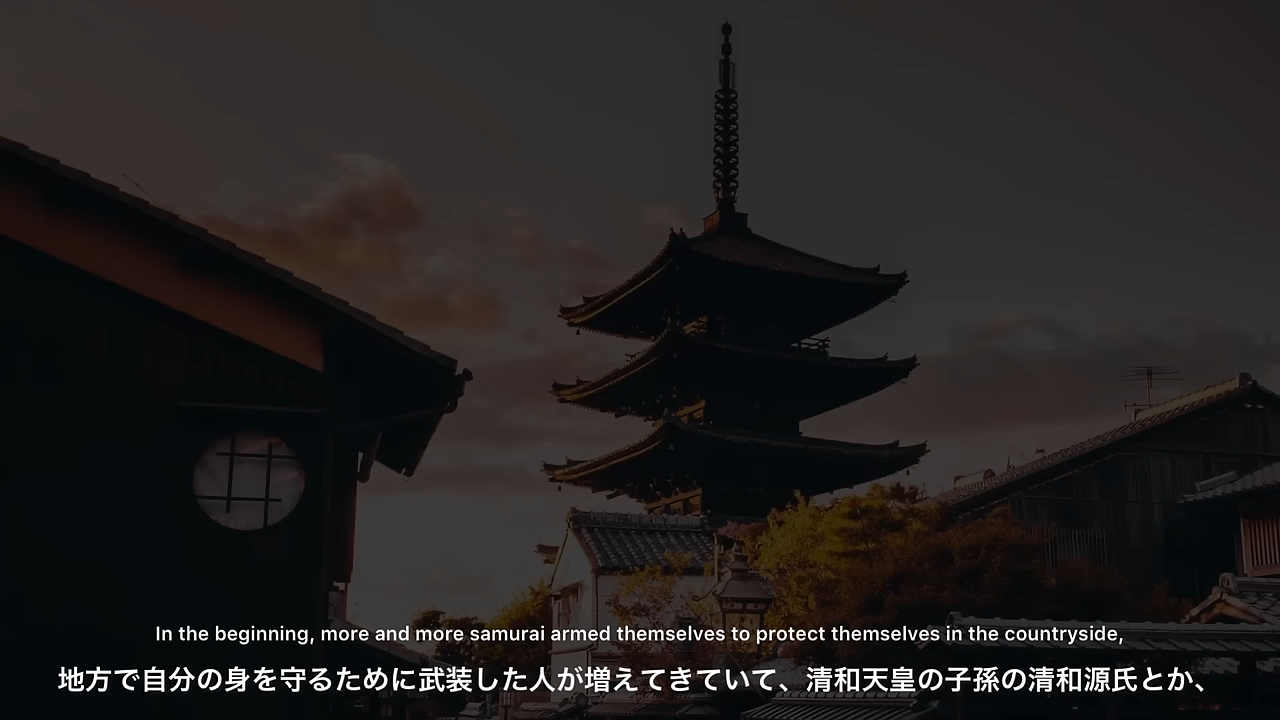 In the beginning, more and more samurai armed themselves to protect themselves in the countryside,
地方で自分の身を守るために武装した人が増えてきていて、清和天皇の子孫の清和源氏とか、